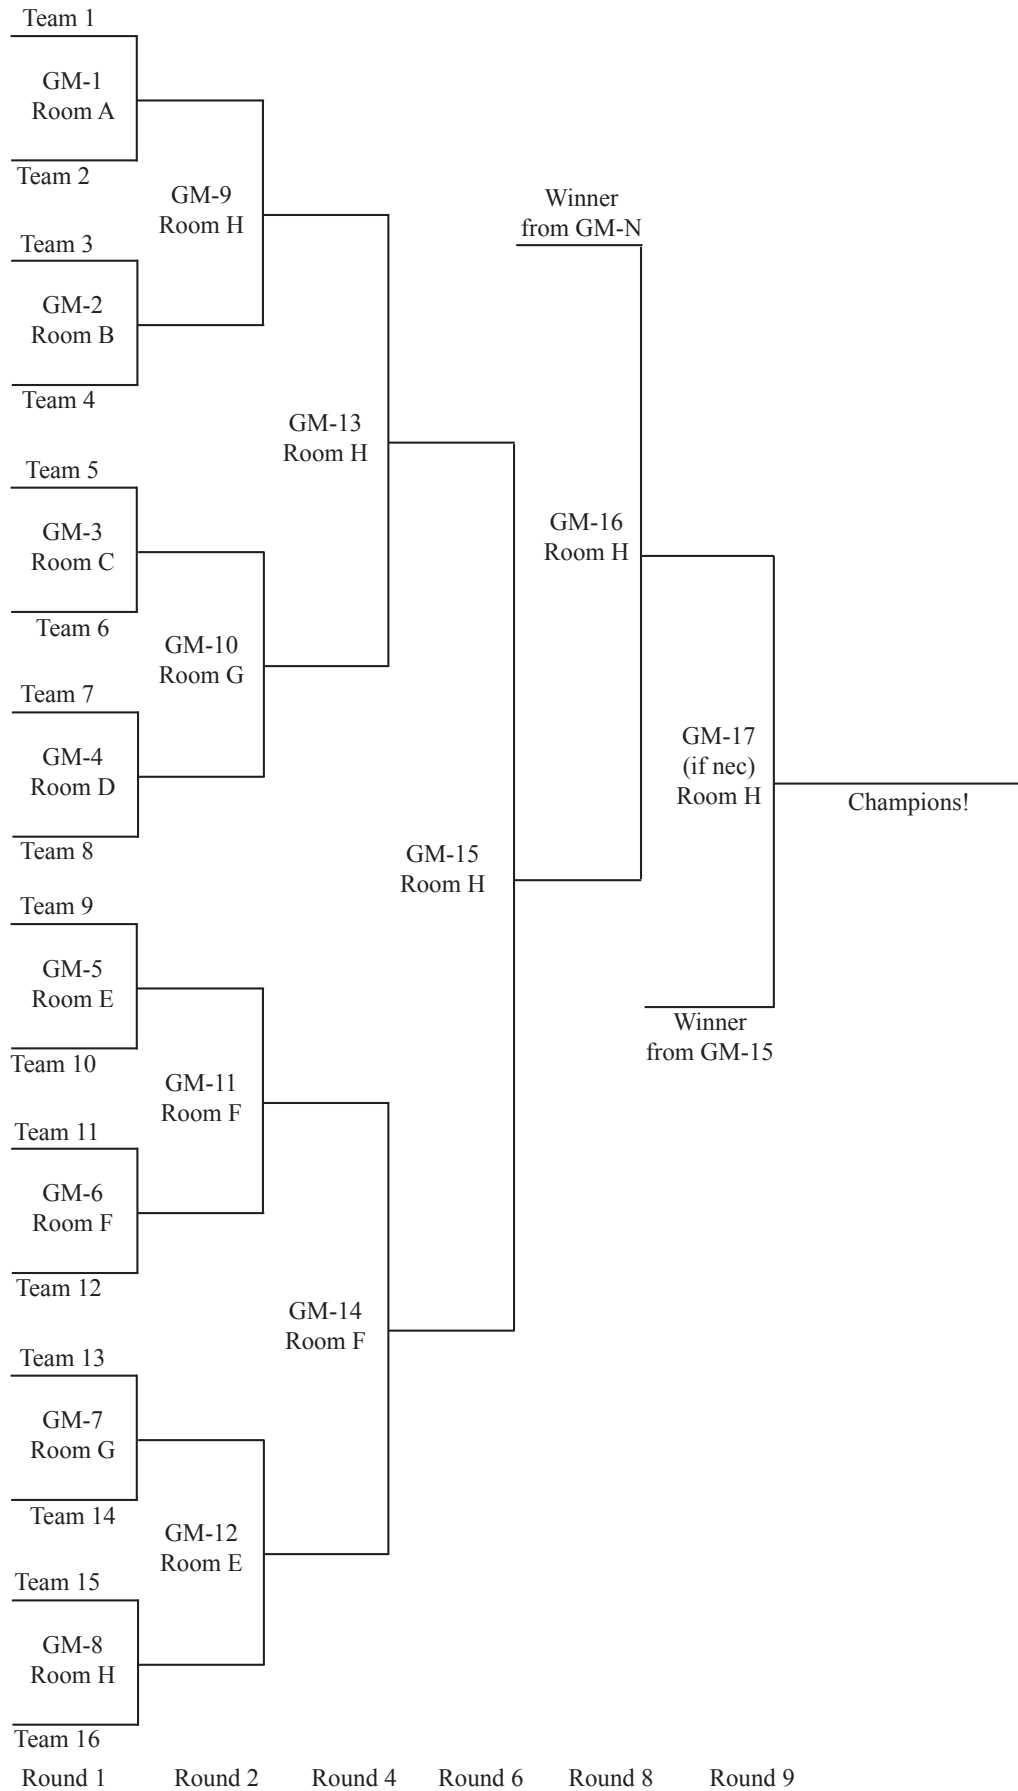 Team 1
GM-1
Room A
Team 2
GM-9
Room H
Winner
from GM-N
Team 3
GM-2
Room B
Team 4
GM-13
Room H
Team 5
GM-3
Room C
Team 6
GM-16
Room H
GM-10
Room G
Team 7
GM-4
Room D
Team 8
GM-17
(if nec)
Room H
Champions!
GM-15
Room H
Team 9
GM-5
Room E
Team 10
Winner
from GM-15
GM-11
Room F
Team 11
GM-6
Room F
Team 12
GM-14
Room F
Team 13
GM-7
Room G
Team 14
GM-12
Room E
Team 15
GM-8
Room H
Team 16
Round 1 Round 2 Round 4 Round 6 Round 8 Round 9